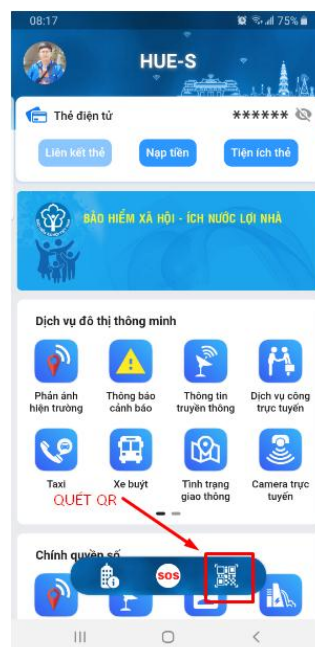 08:17
75%
HUE-S
Thẻ điện tử
******
Liên kết thẻ
Nạp tiền
Tiện ích thẻ
BẢO HIỂM XÃ HỘI - ÍCH NƯỚC LỢI NHÀ
Dịch vụ đô thị thông minh
Phản ánh hiện trường
Thông báo cảnh báo
Thông tin truyền thông
Dịch vụ công trực tuyến
Taxi
Xe buýt
Tình trạng giao thông
Camera trực tuyến
QUÉT QR
Chính quyền số
SOS